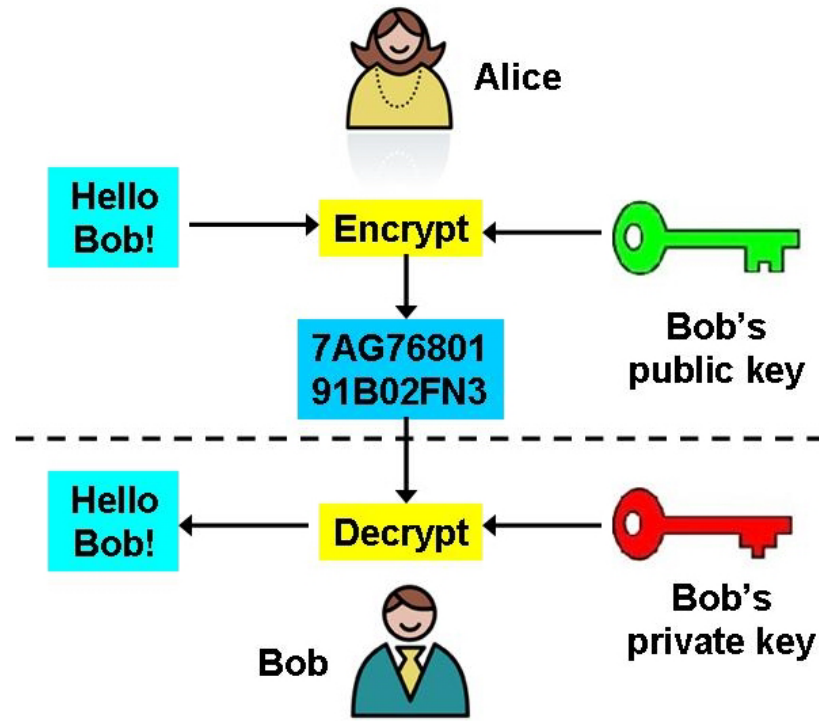 Alice
Hello
Bob!
Encrypt
Bob's
public key
7AG76801
91B02FN3
Hello
Bob!
Decrypt
Bob's
private key
Bob